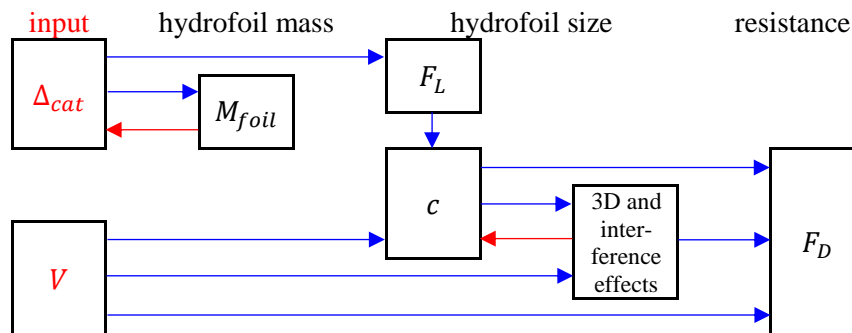 input hydrofoil mass hydrofoil size resistance
Δ_cat
M_foil
F_L
c
3D and
inter-
ference
effects
V
F_D